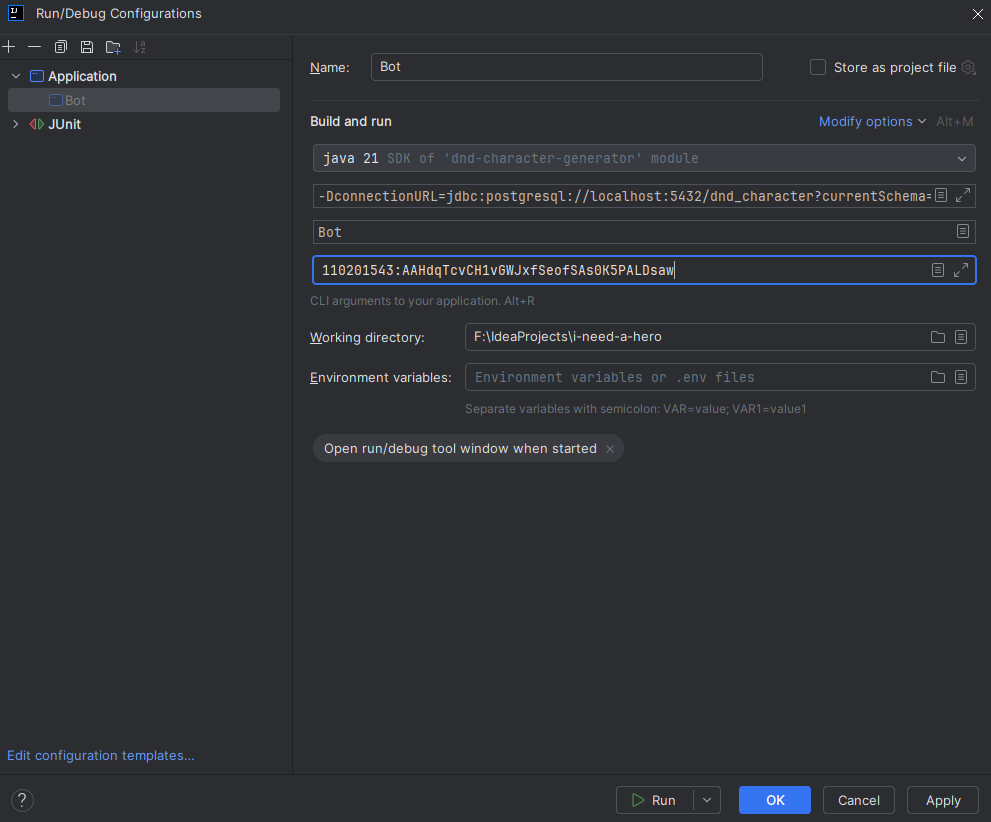 Run/Debug Configurations
Application
Bot
JUnit
Name:
Bot
Store as project file
Build and run
Modify options
Alt+M
java 21 SDK of 'dnd-character-generator' module
-DconnectionURL=jdbc:postgresql://localhost:5432/dnd_character?currentSchema=
Bot
110201543:AAHdqTcvCH1vGWJxfSeofSAs0K5PALDsaw
CLI arguments to your application. Alt+R
Working directory:
F:\IdeaProjects\i-need-a-hero
Environment variables:
Environment variables or .env files
Separate variables with semicolon: VAR=value; VAR1=value1
Open run/debug tool window when started
Edit configuration templates...
?
Run
OK
Cancel
Apply